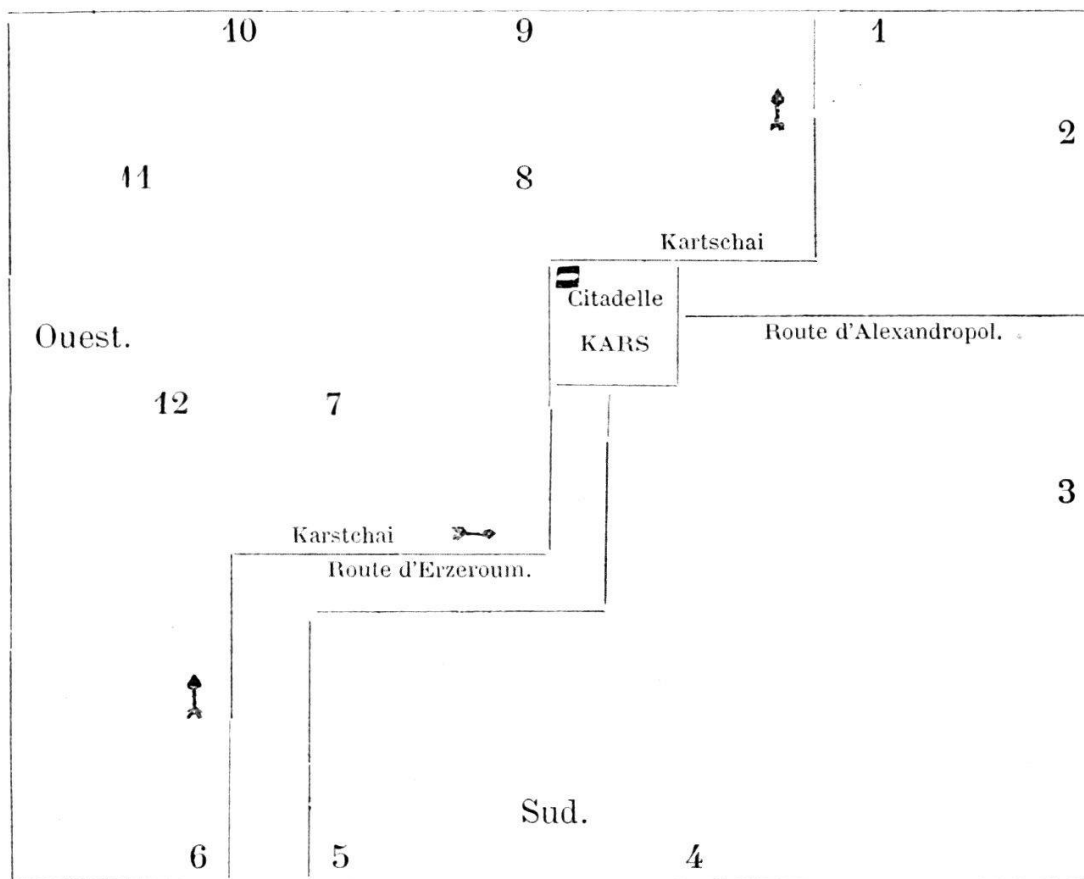 10 9 1
2
11 8
Kartschai
Citadelle
Ouest.
KARS
Route d'Alexandropol.
12 7
3
Karstchai
Route d'Erzeroum.
Sud.
6 5 4